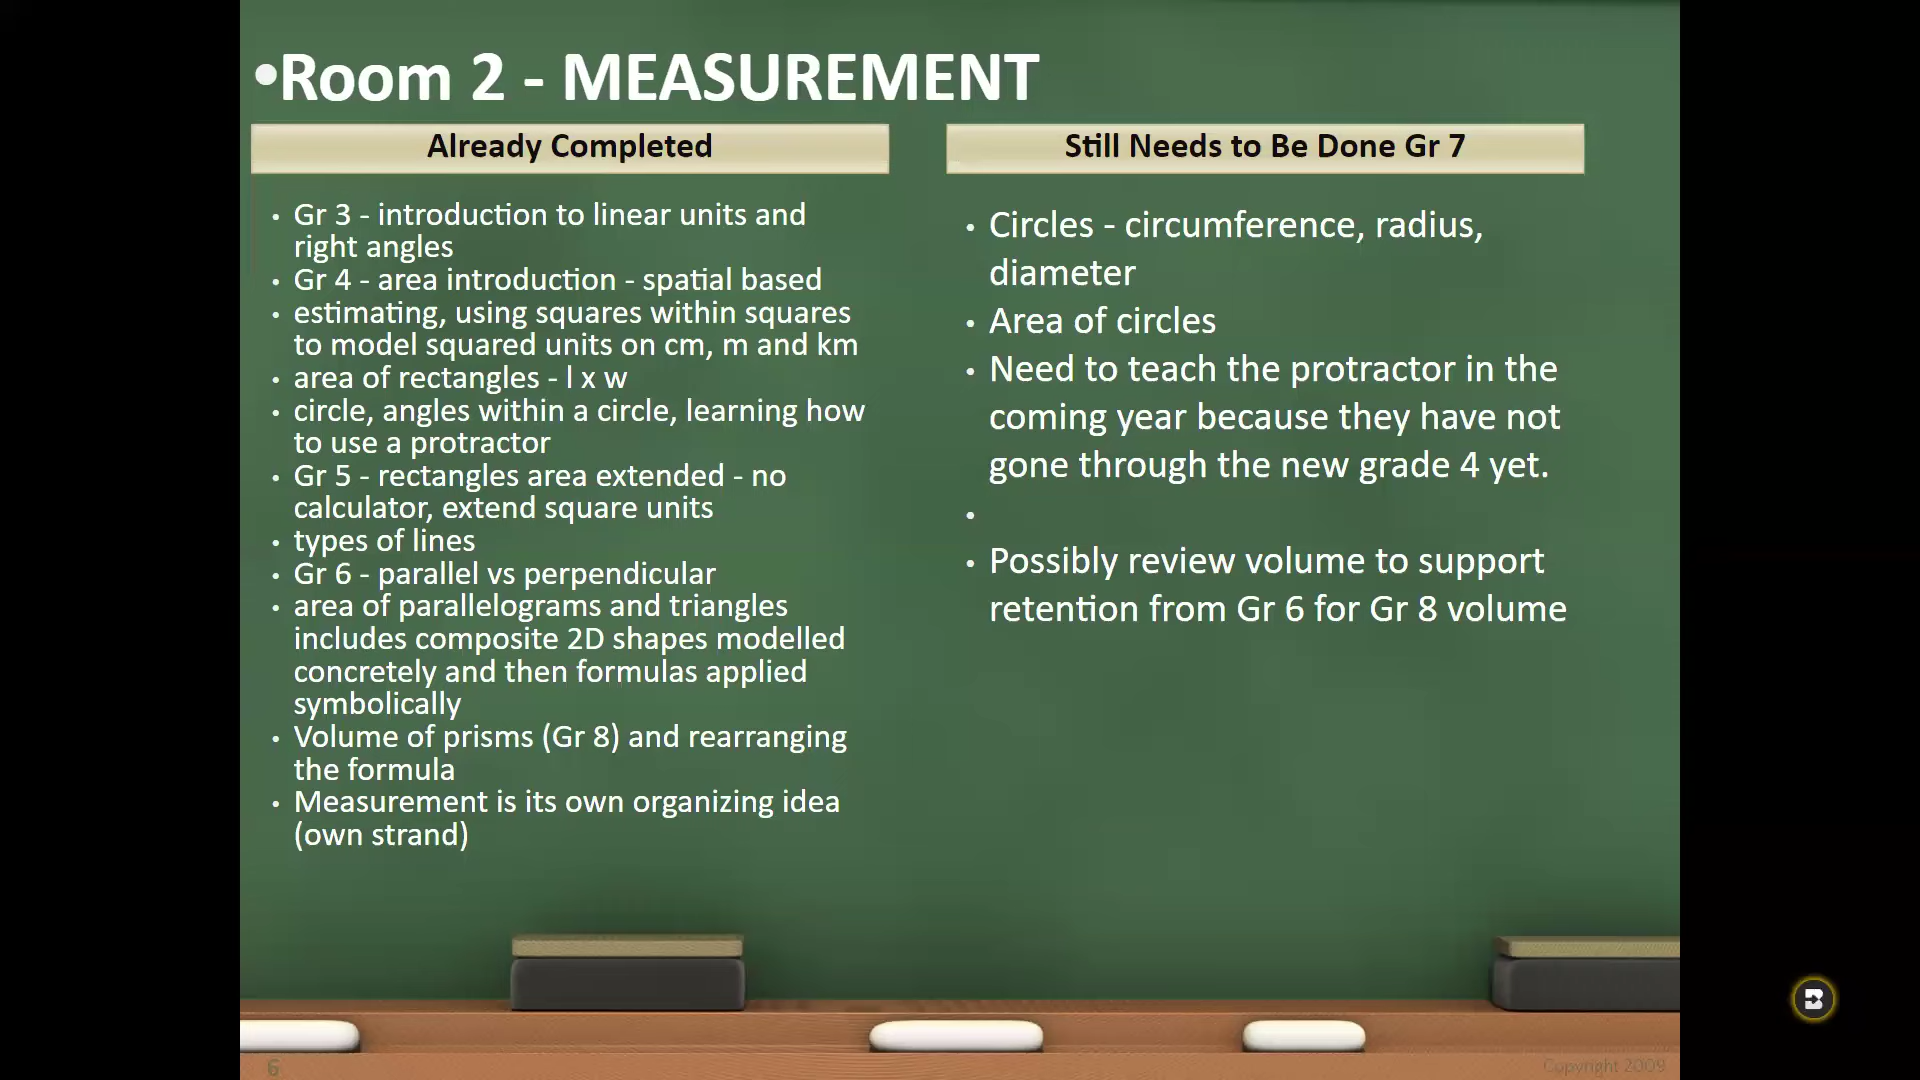 •Room 2 - MEASUREMENT
Already Completed
• Gr 3 - introduction to linear units and
right angles
• Gr 4 - area introduction - spatial based
• estimating, using squares within squares
to model squared units on cm, m and km
• area of rectangles - l x w
• circle, angles within a circle, learning how
to use a protractor
• Gr 5 - rectangles area extended - no
calculator, extend square units
• types of lines
• Gr 6 - parallel vs perpendicular
• area of parallelograms and triangles
includes composite 2D shapes modelled
concretely and then formulas applied
symbolically
• Volume of prisms (Gr 8) and rearranging
the formula
• Measurement is its own organizing idea
(own strand)
Still Needs to Be Done Gr 7
• Circles - circumference, radius,
diameter
• Area of circles
• Need to teach the protractor in the
coming year because they have not
gone through the new grade 4 yet.
•
• Possibly review volume to support
retention from Gr 6 for Gr 8 volume
6
Copyright 2009